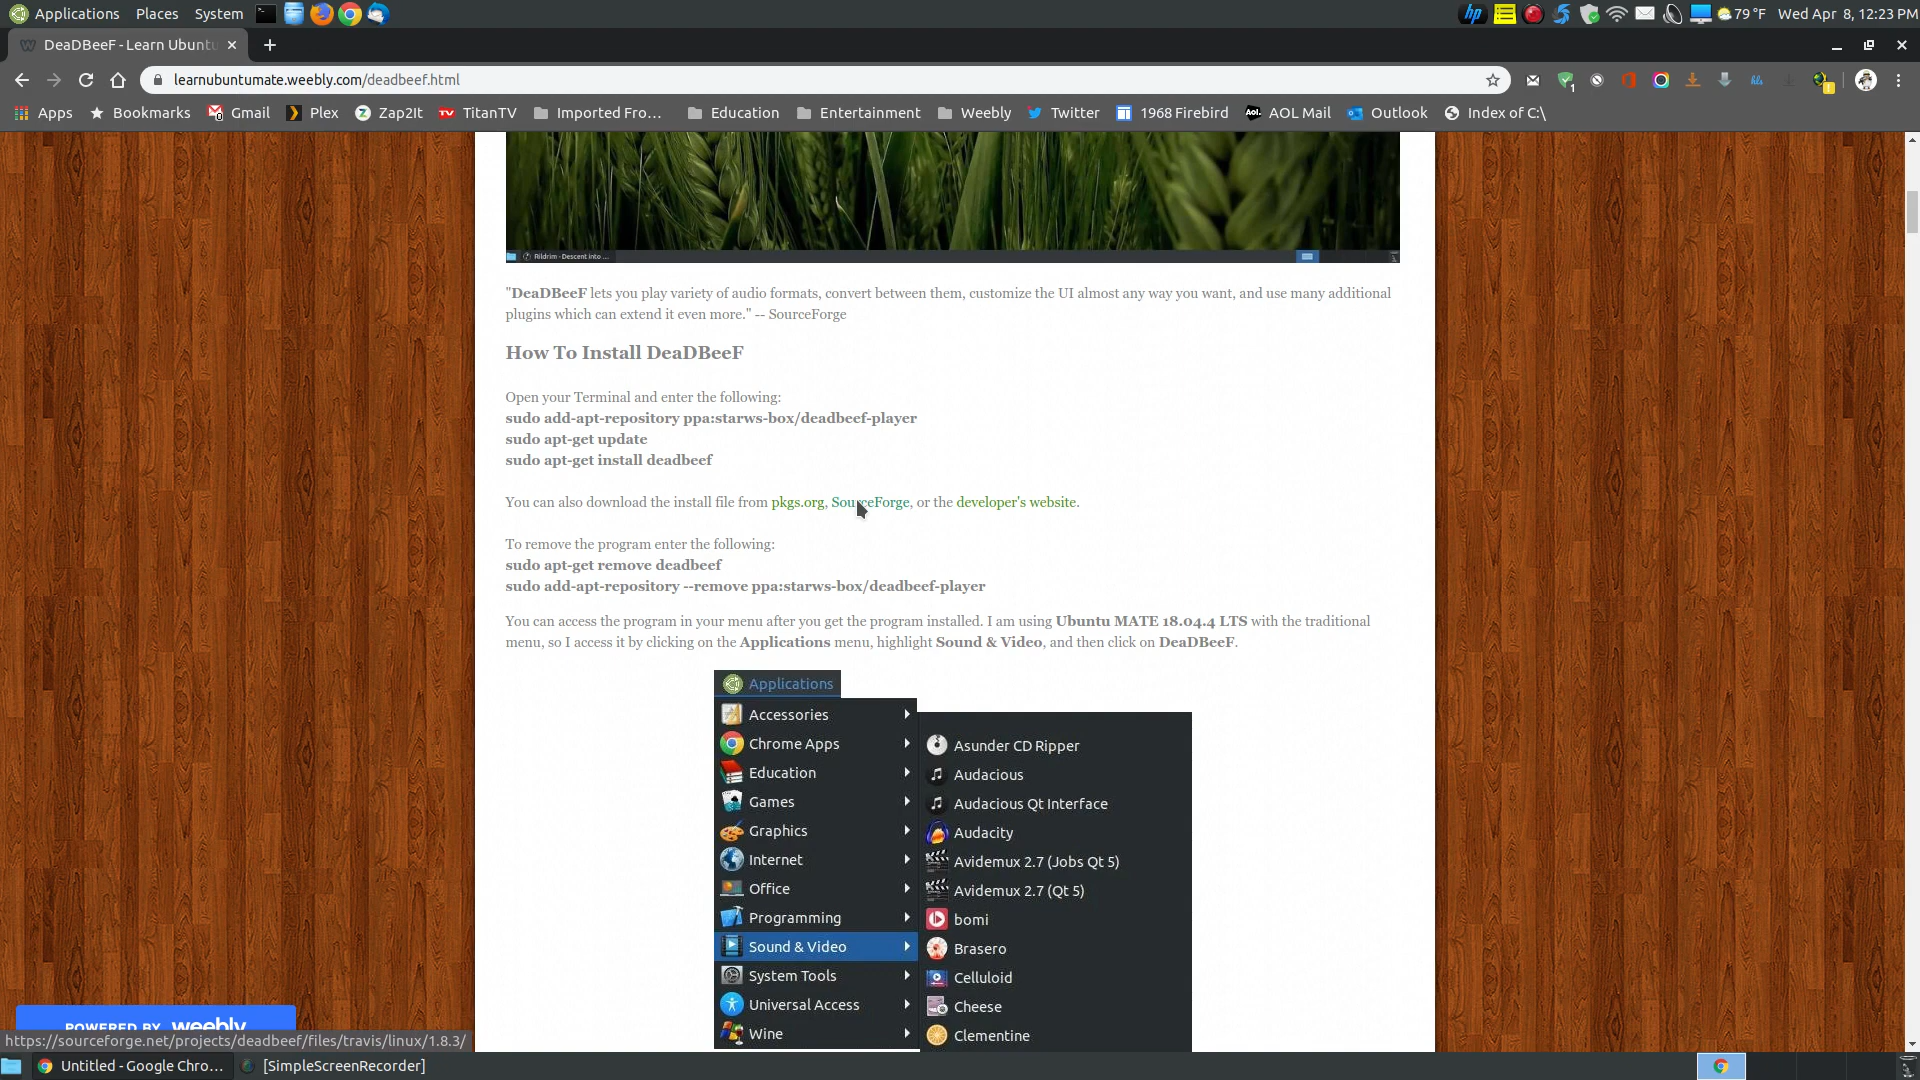 Applications Places System 79 °F Wed Apr 8, 12:23 PM
DeaDBeeF - Learn Ubuntu
learnubuntumate.weebly.com/deadbeef.html
Apps Bookmarks Gmail Plex Zap2It TitanTV Imported Fro... Education Entertainment Weebly Twitter 1968 Firebird AOL Mail Outlook Index of C:\
Rildrim - Descent into ...
"DeaDBeeF lets you play variety of audio formats, convert between them, customize the UI almost any way you want, and use many additional
plugins which can extend it even more." -- SourceForge
How To Install DeaDBeeF
Open your Terminal and enter the following:
sudo add-apt-repository ppa:starws-box/deadbeef-player
sudo apt-get update
sudo apt-get install deadbeef
You can also download the install file from pkgs.org, SourceForge, or the developer's website.
To remove the program enter the following:
sudo apt-get remove deadbeef
sudo add-apt-repository --remove ppa:starws-box/deadbeef-player
You can access the program in your menu after you get the program installed. I am using Ubuntu MATE 18.04.4 LTS with the traditional
menu, so I access it by clicking on the Applications menu, highlight Sound & Video, and then click on DeaDBeeF.
Applications
Accessories
Chrome Apps
Education
Games
Graphics
Internet
Office
Programming
Sound & Video
System Tools
Universal Access
Wine
Asunder CD Ripper
Audacious
Audacious Qt Interface
Audacity
Avidemux 2.7 (Jobs Qt 5)
Avidemux 2.7 (Qt 5)
bomi
Brasero
Celluloid
Cheese
Clementine
POWERED BY weebly
https://sourceforge.net/projects/deadbeef/files/travis/linux/1.8.3/
Untitled - Google Chro... [SimpleScreenRecorder]